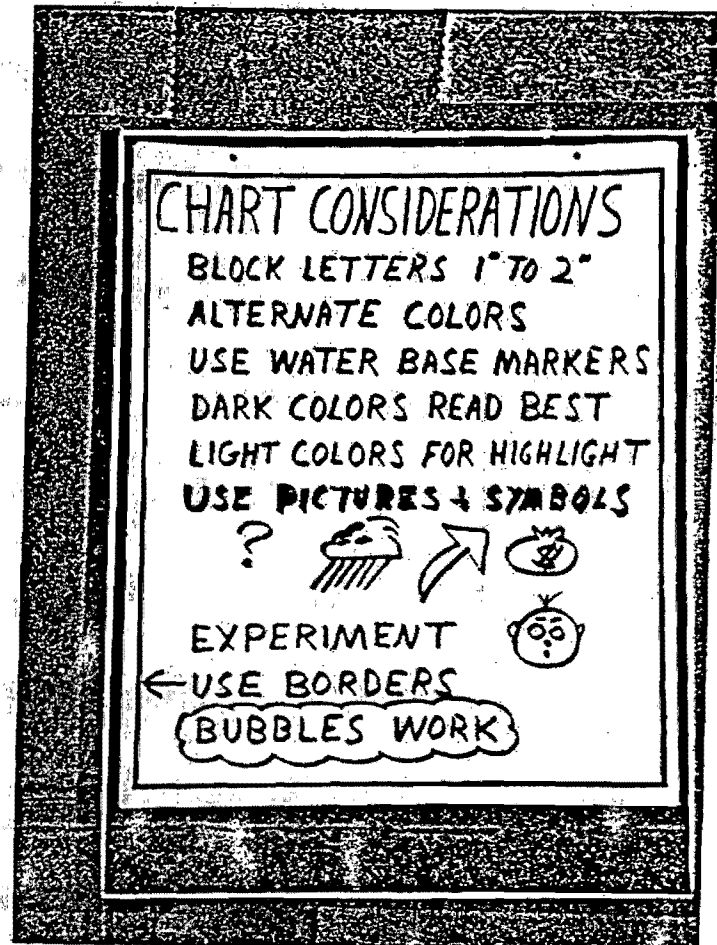 CHART CONSIDERATIONS
BLOCK LETTERS 1" TO 2"
ALTERNATE COLORS
USE WATER BASE MARKERS
DARK COLORS READ BEST
LIGHT COLORS FOR HIGHLIGHT
USE PICTURES + SYMBOLS
? $
EXPERIMENT
USE BORDERS
BUBBLES WORK